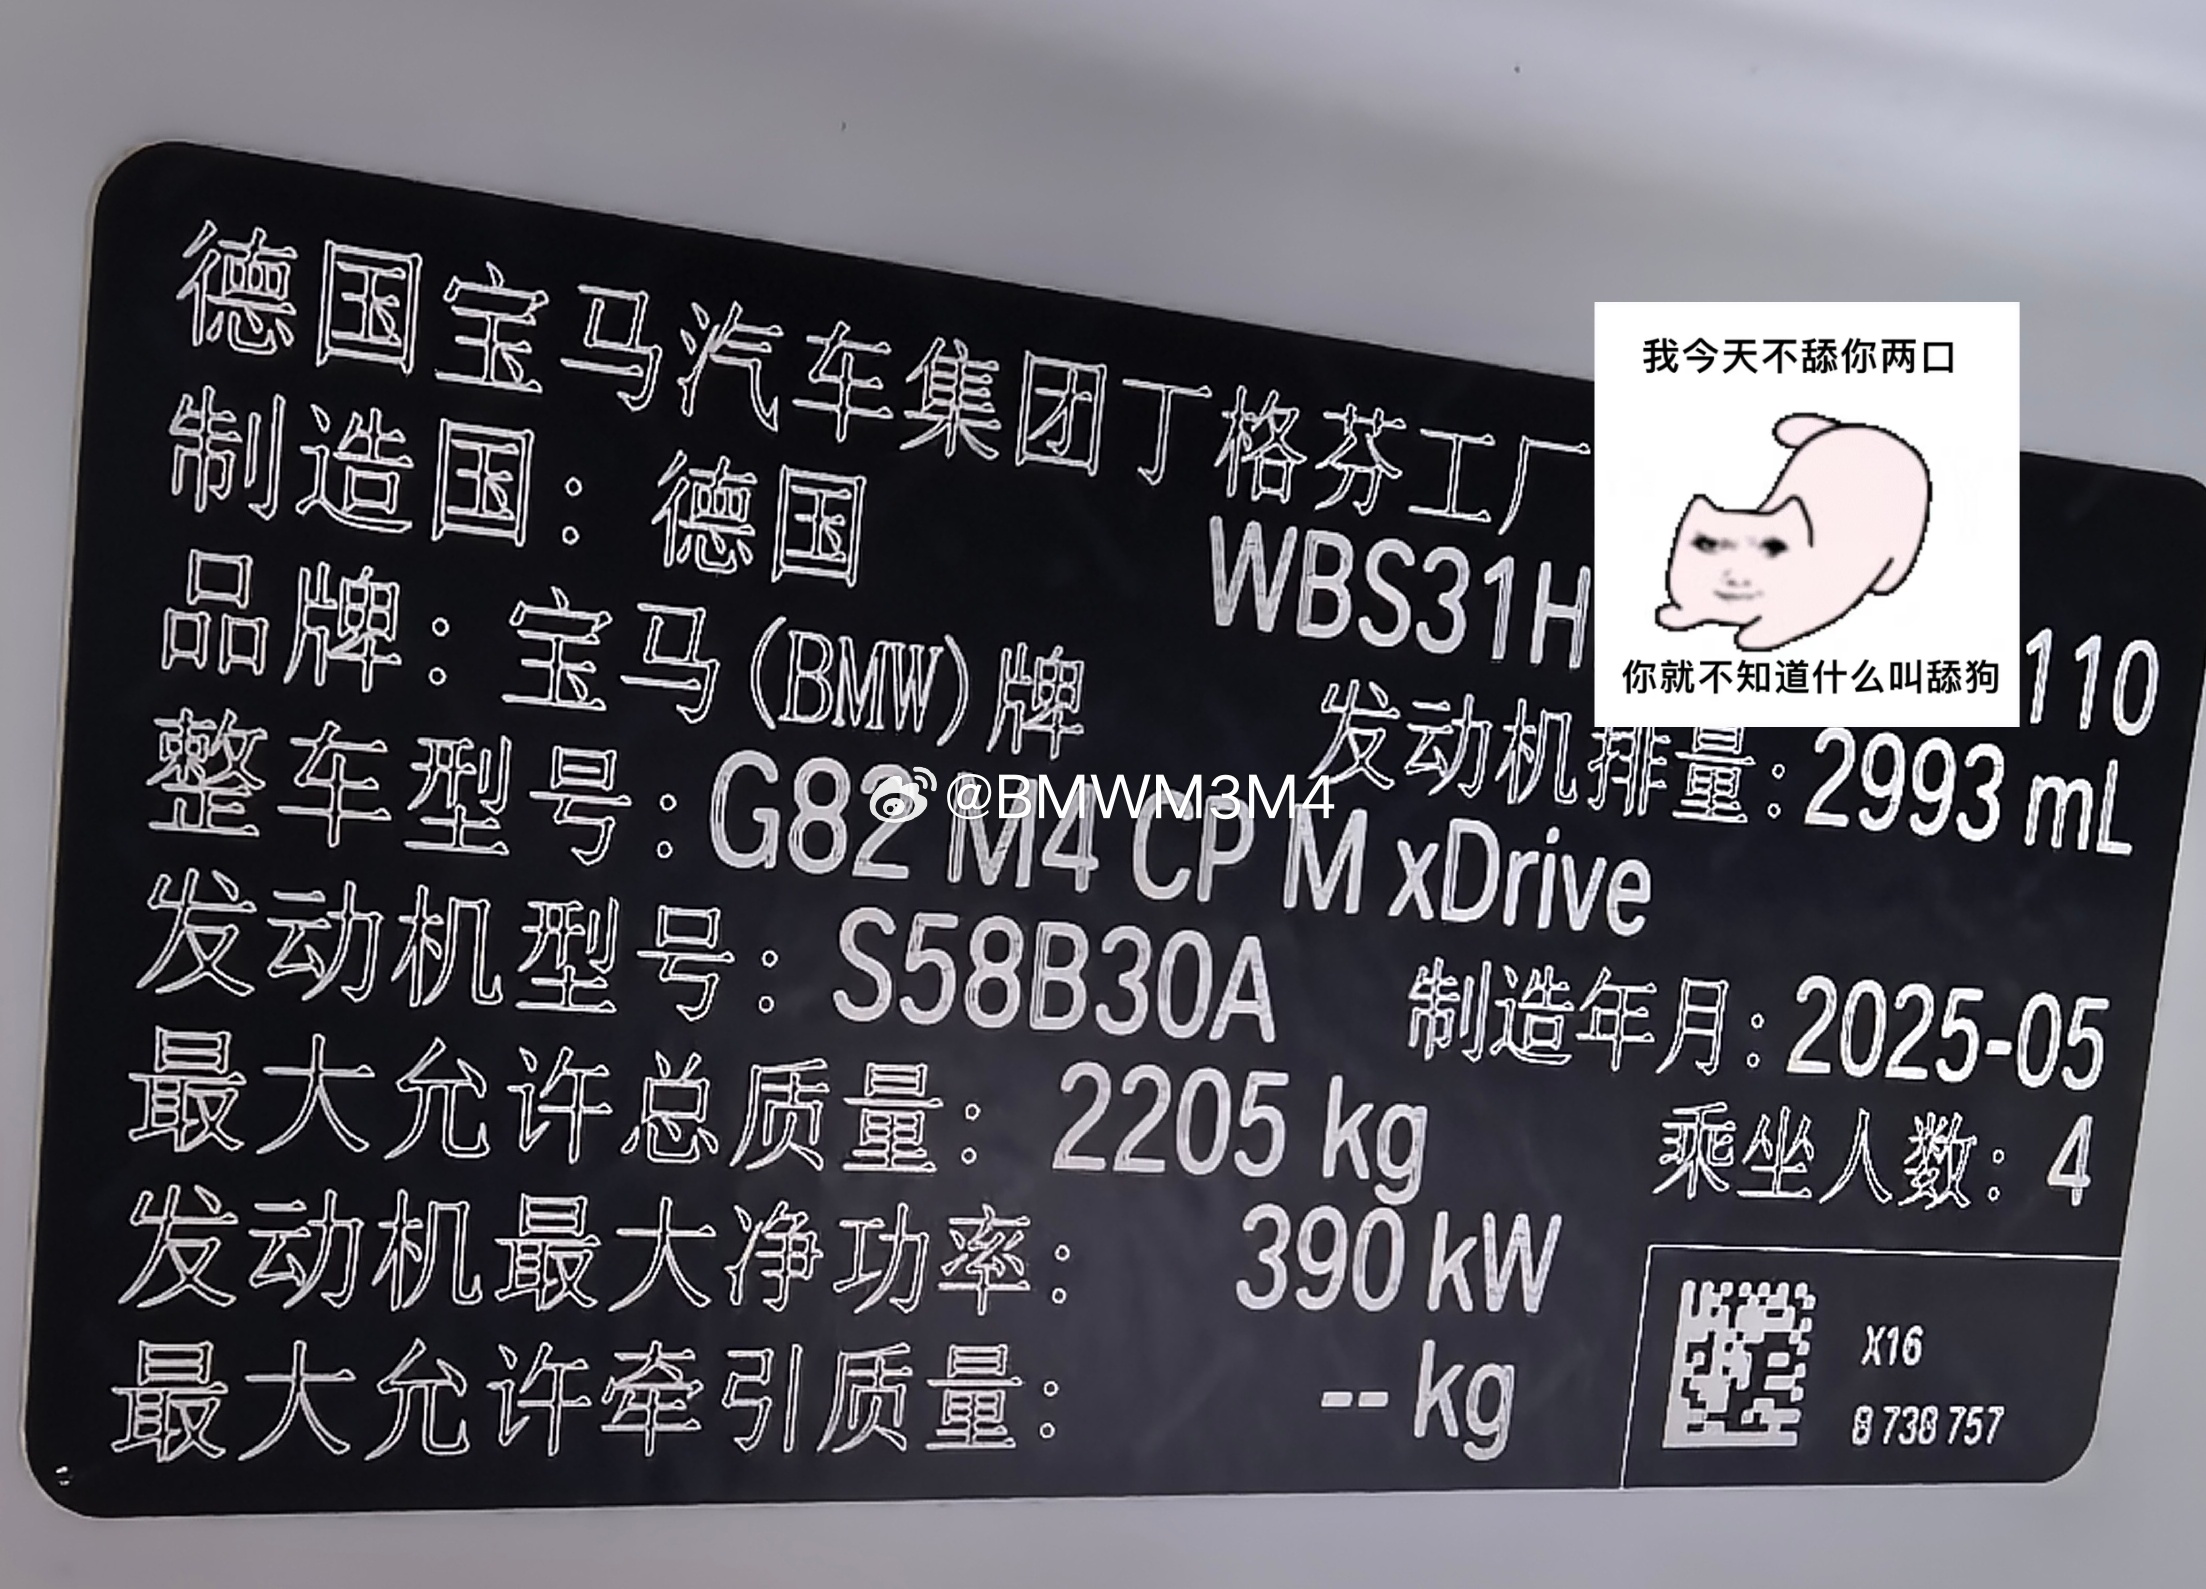 德国宝马汽车集团丁格芬工厂
制造国：德国
WBS31H
110
品牌：宝马(BMW)牌
发动机排量：2993 mL
整车型号：G82 M4 CP M xDrive
发动机型号：S58B30A
制造年月：2025-05
最大允许总质量：2205 kg
乘坐人数：4
发动机最大净功率：390 kW
最大允许牵引质量：-- kg
X16
8 738 757
我今天不舔你两口
你就不知道什么叫舔狗
@BMWM3M4